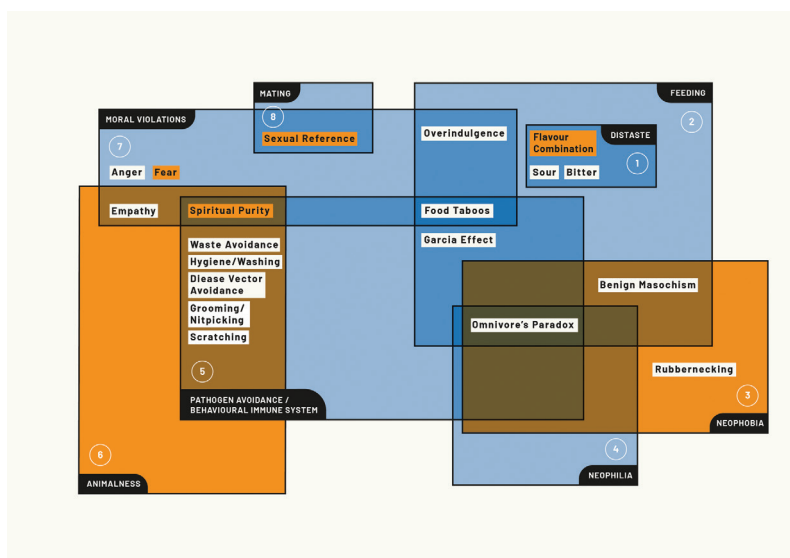 MATING
8
Sexual Reference
FEEDING
2
MORAL VIOLATIONS
7
Anger
Fear
Overindulgence
Flavour
Combination
DISTASTE
1
Sour
Bitter
Empathy
Spiritual Purity
Food Taboos
Waste Avoidance
Garcia Effect
Hygiene/Washing
Diease Vector
Avoidance
Grooming/
Nitpicking
Scratching
Benign Masochism
Omnivore's Paradox
5
Rubbernecking
PATHOGEN AVOIDANCE /
BEHAVIOURAL IMMUNE SYSTEM
3
NEOPHOBIA
6
ANIMALNESS
4
NEOPHILIA